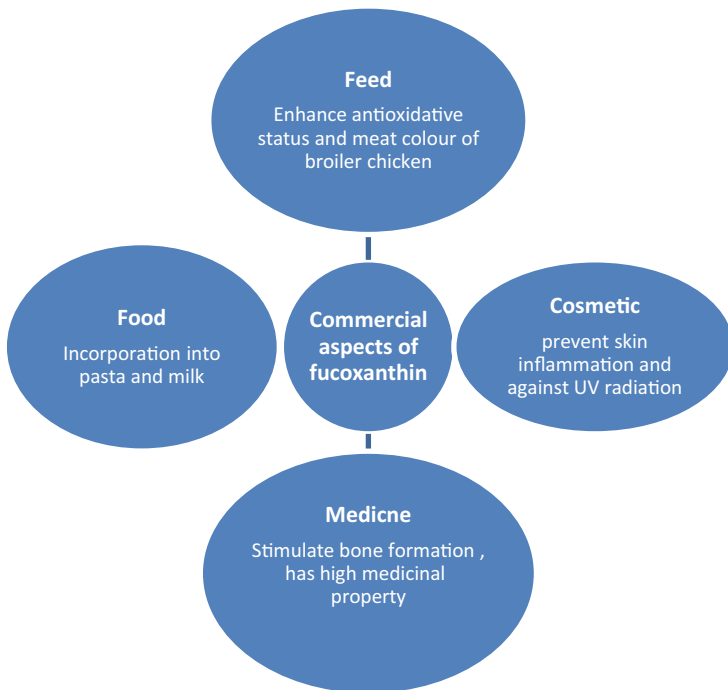 Feed
Enhance antioxidative
status and meat colour of
broiler chicken
Food
Incorporation into
pasta and milk
Commercial
aspects of
fucoxanthin
Cosmetic
prevent skin
inflammation and
against UV radiation
Medicne
Stimulate bone formation ,
has high medicinal
property